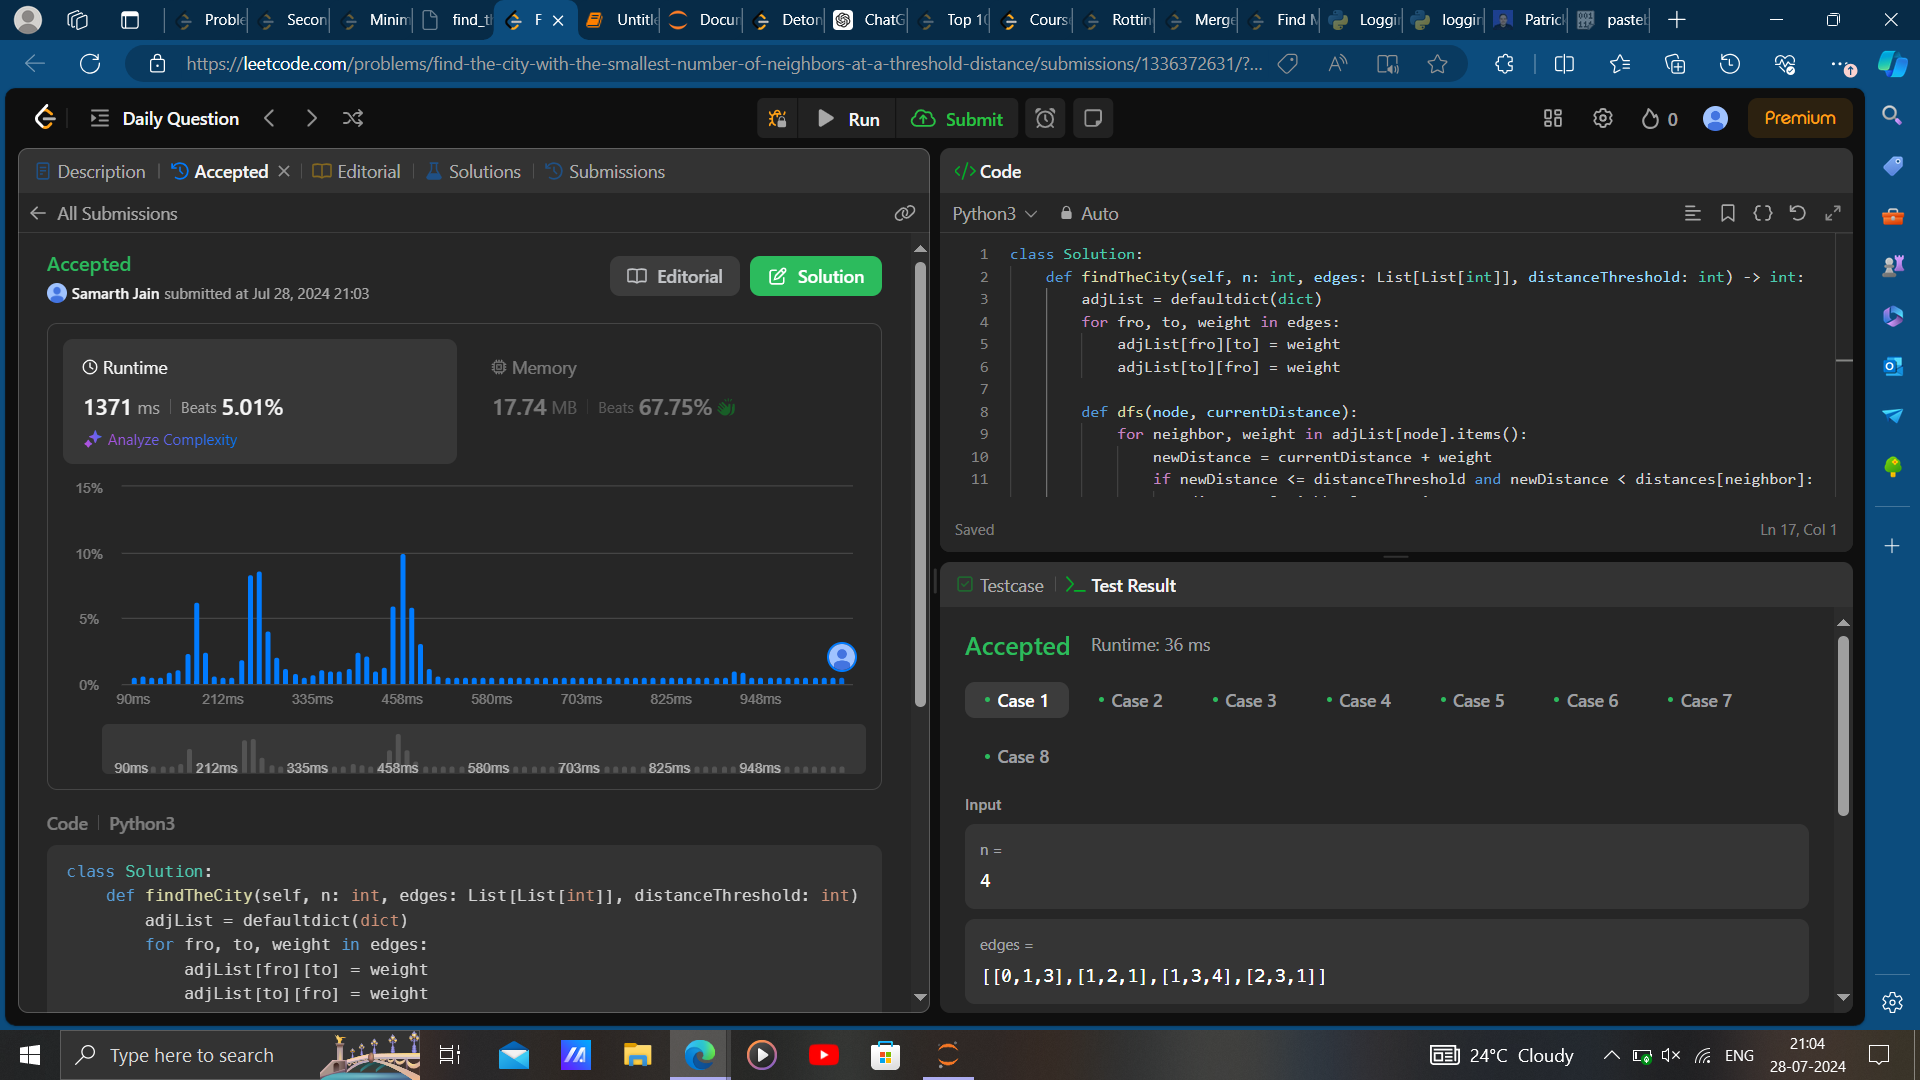 Proble
Secon
Minim
find_th
F
Untitle
Docum
Deton
ChatG
Top 10
Cours
Rottin
Merge
Find M
Loggin
loggin
Patrick
pasteb
https://leetcode.com/problems/find-the-city-with-the-smallest-number-of-neighbors-at-a-threshold-distance/submissions/1336372631/?...
Daily Question
Run
Submit
0
Premium
Description
Accepted
Editorial
Solutions
Submissions
All Submissions
Accepted
Samarth Jain submitted at Jul 28, 2024 21:03
Editorial
Solution
Runtime
1371 ms
Beats 5.01%
Analyze Complexity
Memory
17.74 MB
Beats 67.75%
15%
10%
5%
0%
90ms 212ms 335ms 458ms 580ms 703ms 825ms 948ms
90ms 212ms 335ms 458ms 580ms 703ms 825ms 948ms
Code
Python3
class Solution:
def findTheCity(self, n: int, edges: List[List[int]], distanceThreshold: int)
adjList = defaultdict(dict)
for fro, to, weight in edges:
adjList[fro][to] = weight
adjList[to][fro] = weight
Code
Python3
Auto
1 class Solution:
2 def findTheCity(self, n: int, edges: List[List[int]], distanceThreshold: int) -> int:
3 adjList = defaultdict(dict)
4 for fro, to, weight in edges:
5 adjList[fro][to] = weight
6 adjList[to][fro] = weight
7
8 def dfs(node, currentDistance):
9 for neighbor, weight in adjList[node].items():
10 newDistance = currentDistance + weight
11 if newDistance <= distanceThreshold and newDistance < distances[neighbor]:
Saved
Ln 17, Col 1
Testcase
Test Result
Accepted
Runtime: 36 ms
Case 1
Case 2
Case 3
Case 4
Case 5
Case 6
Case 7
Case 8
Input
n =
4
edges =
[[0,1,3],[1,2,1],[1,3,4],[2,3,1]]
Type here to search
24°C Cloudy
ENG
21:04
28-07-2024